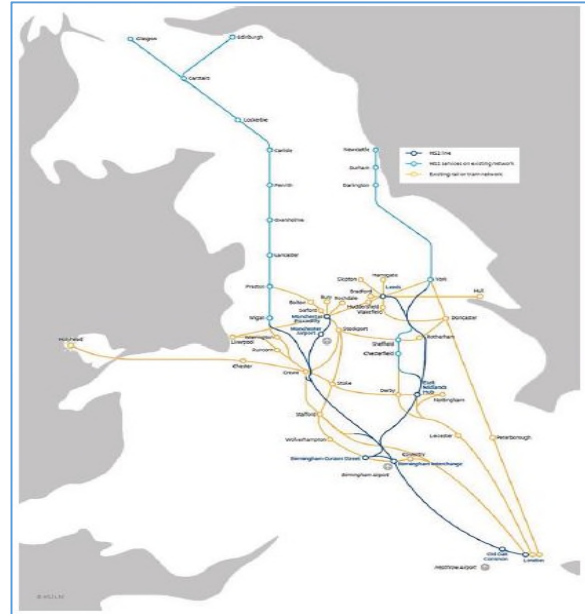 Glasgow
Edinburgh
Carstairs
Lockerbie
Carlisle
Newcastle
Durham
Darlington
HS2 line
HS2 services on existing network
Existing rail or tram network
Penrith
Oxenholme
Lancaster
Preston
Harrogate
York
Bradford
Leeds
Hull
Bury
Rochdale
Bolton
Salford
Huddersfield
Wakefield
Wigan
Manchester
Piccadilly
Doncaster
Manchester
Airport
Stockport
Rotherham
Warrington
Liverpool
Runcorn
Sheffield
Chesterfield
Holyhead
Chester
Crewe
Stoke
Derby
East
Midlands
Hub
Nottingham
Stafford
Wolverhampton
Leicester
Peterborough
Coventry
Birmingham Curzon Street
Birmingham Interchange
Birmingham Airport
Old Oak
Common
London
Heathrow Airport